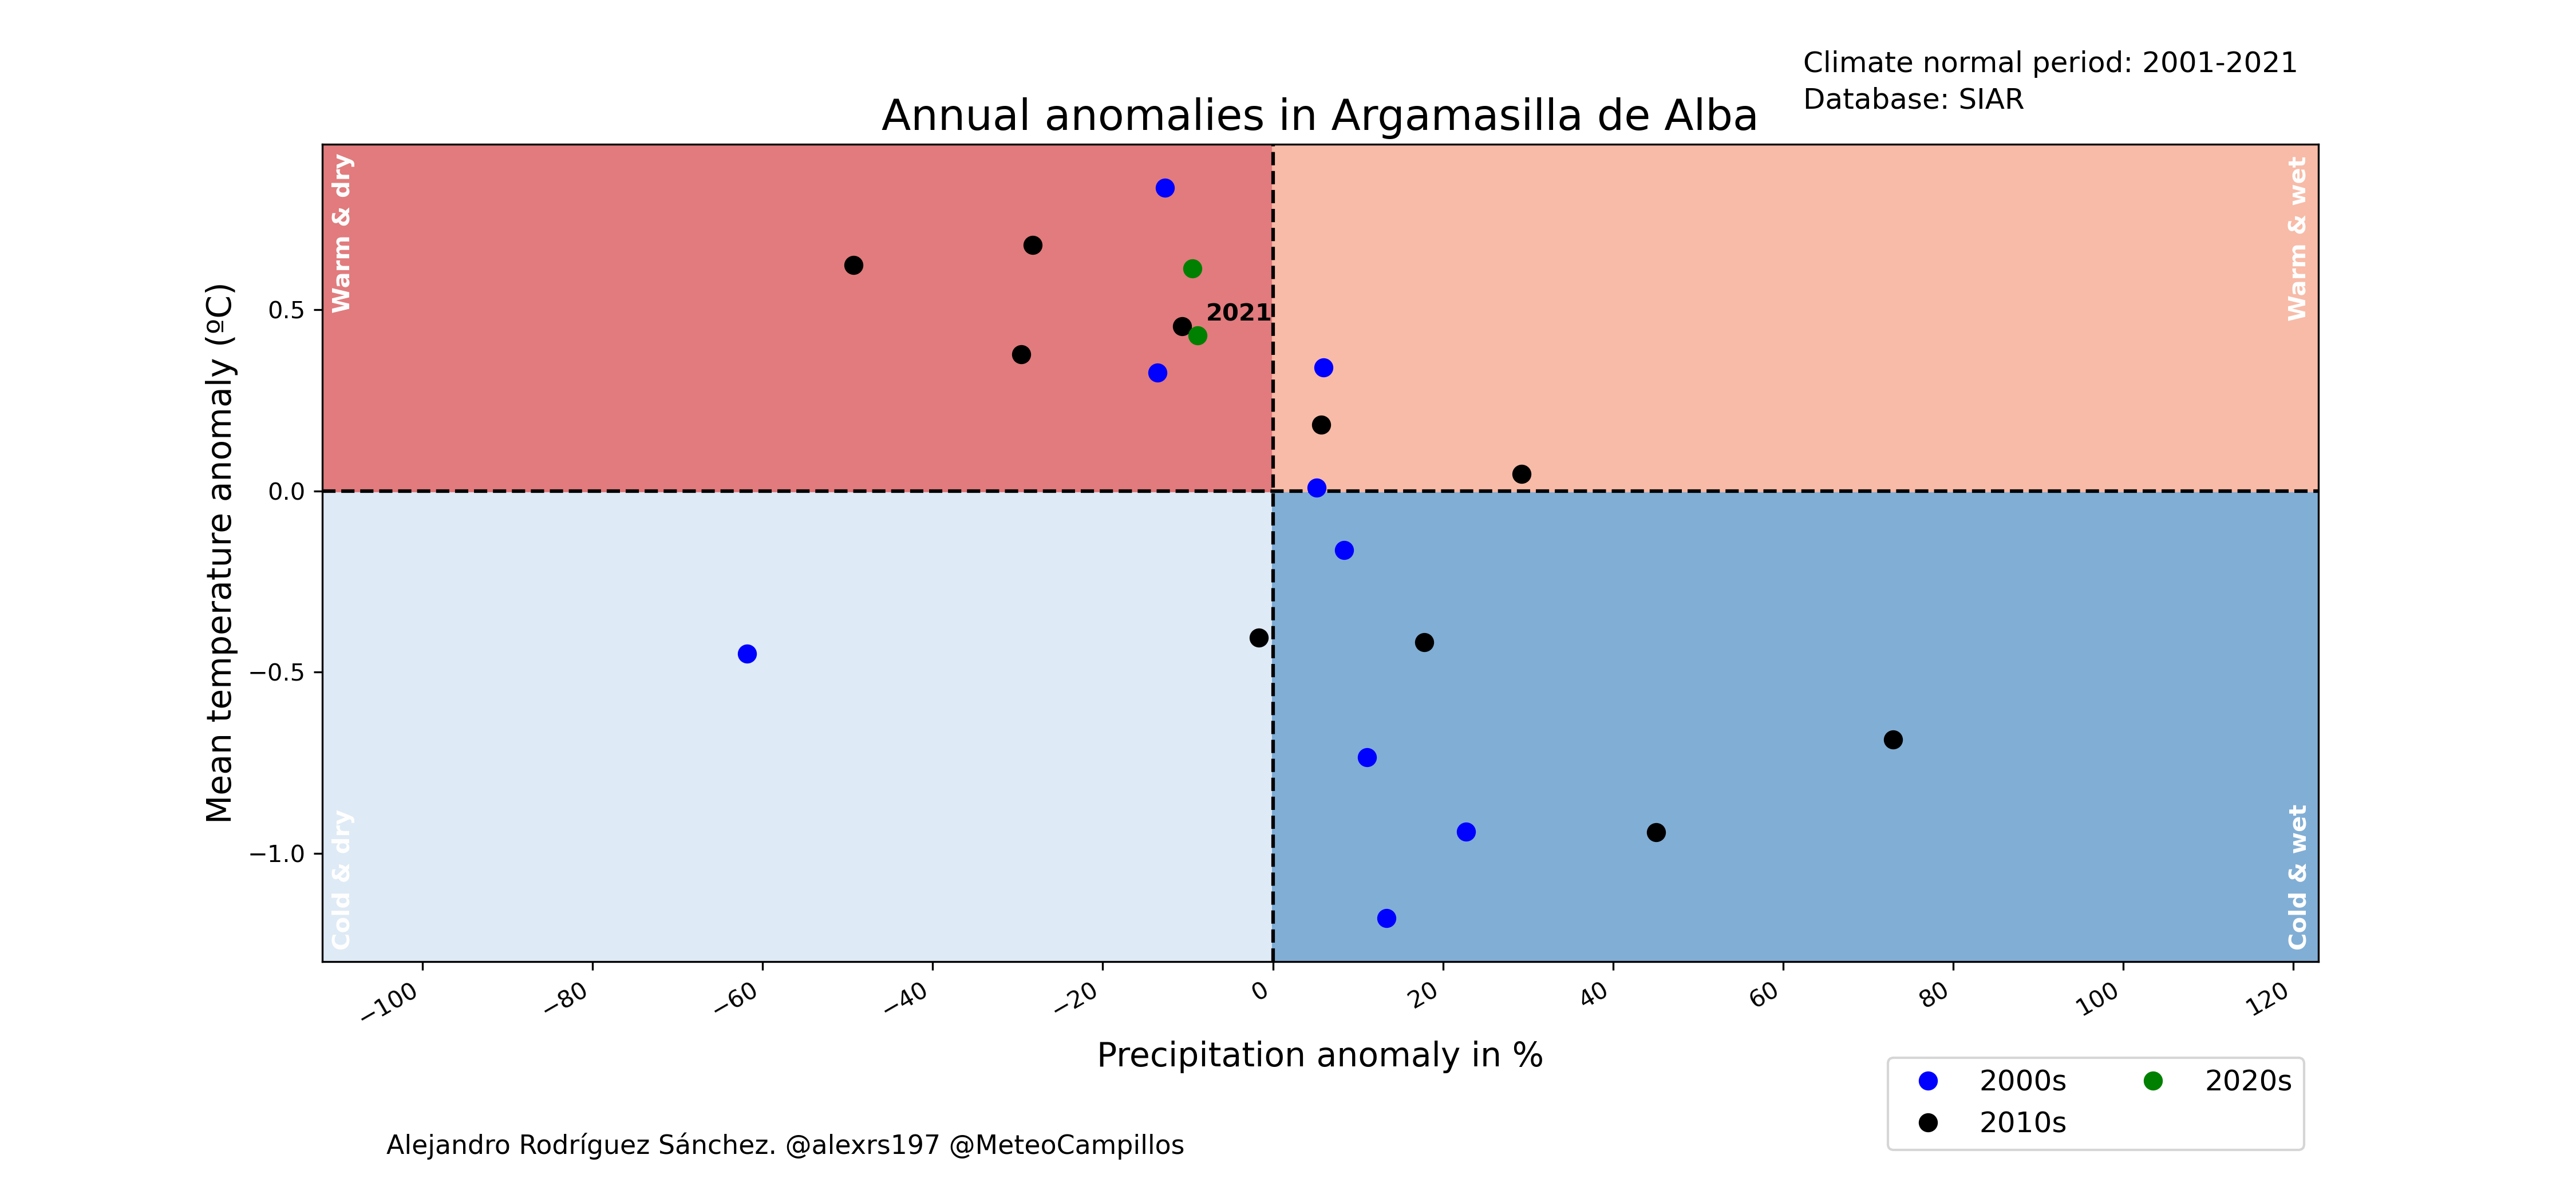 Climate normal period: 2001-2021
Database: SIAR
Annual anomalies in Argamasilla de Alba
Warm & dry
Warm & wet
2021
Cold & dry
Cold & wet
Mean temperature anomaly (ºC)
0.5
0.0
−0.5
−1.0
−100 −80 −60 −40 −20 0 20 40 60 80 100 120
Precipitation anomaly in %
2000s 2020s
2010s
Alejandro Rodríguez Sánchez. @alexrs197 @MeteoCampillos